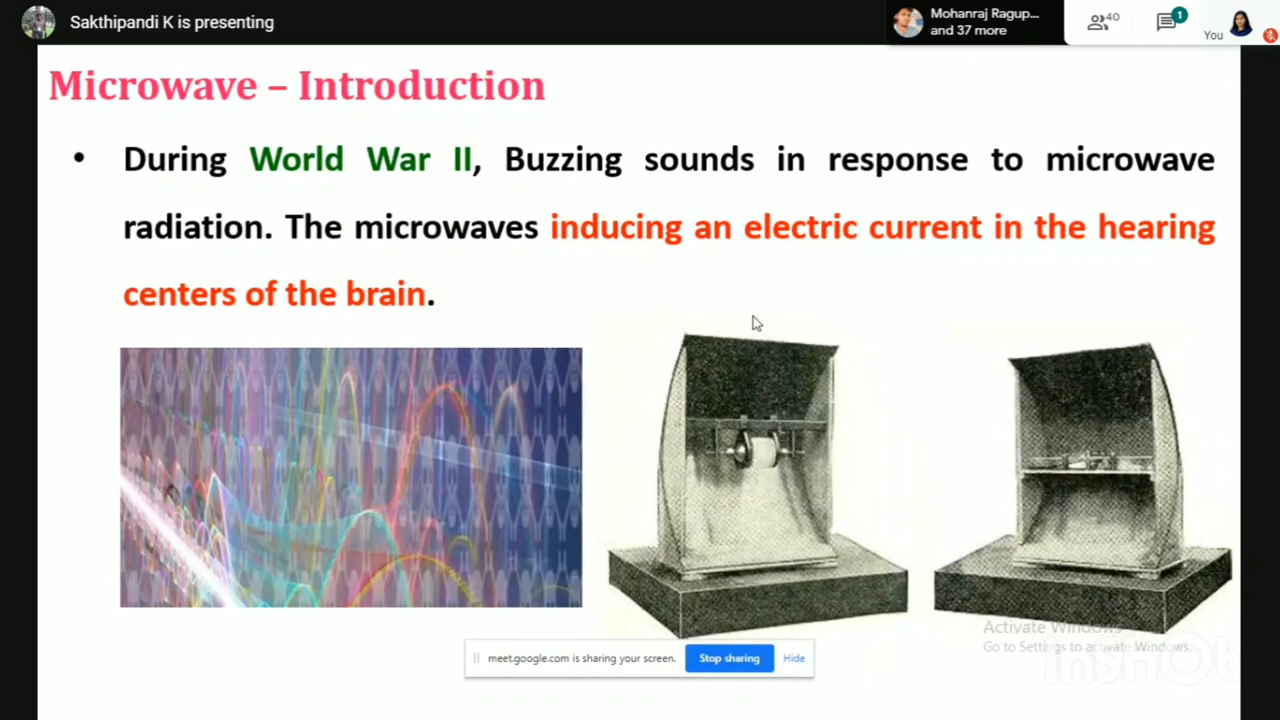 Sakthipandi K is presenting
Mohanraj Ragup...
and 37 more
40
1
You
Microwave – Introduction
• During World War II, Buzzing sounds in response to microwave
radiation. The microwaves inducing an electric current in the hearing
centers of the brain.
Activate Windows
Go to Settings to activate Windows.
meet.google.com is sharing your screen.
Stop sharing
Hide